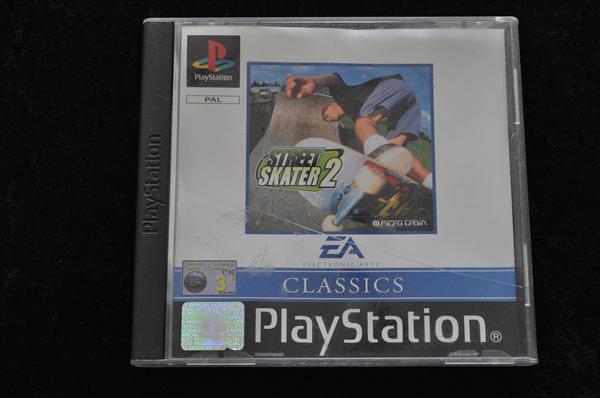 PlayStation
PAL
PlayStation
STREET
SKATER 2
MICRO CABIN
EA
ELECTRONIC ARTS
CLASSICS
3+
PlayStation®